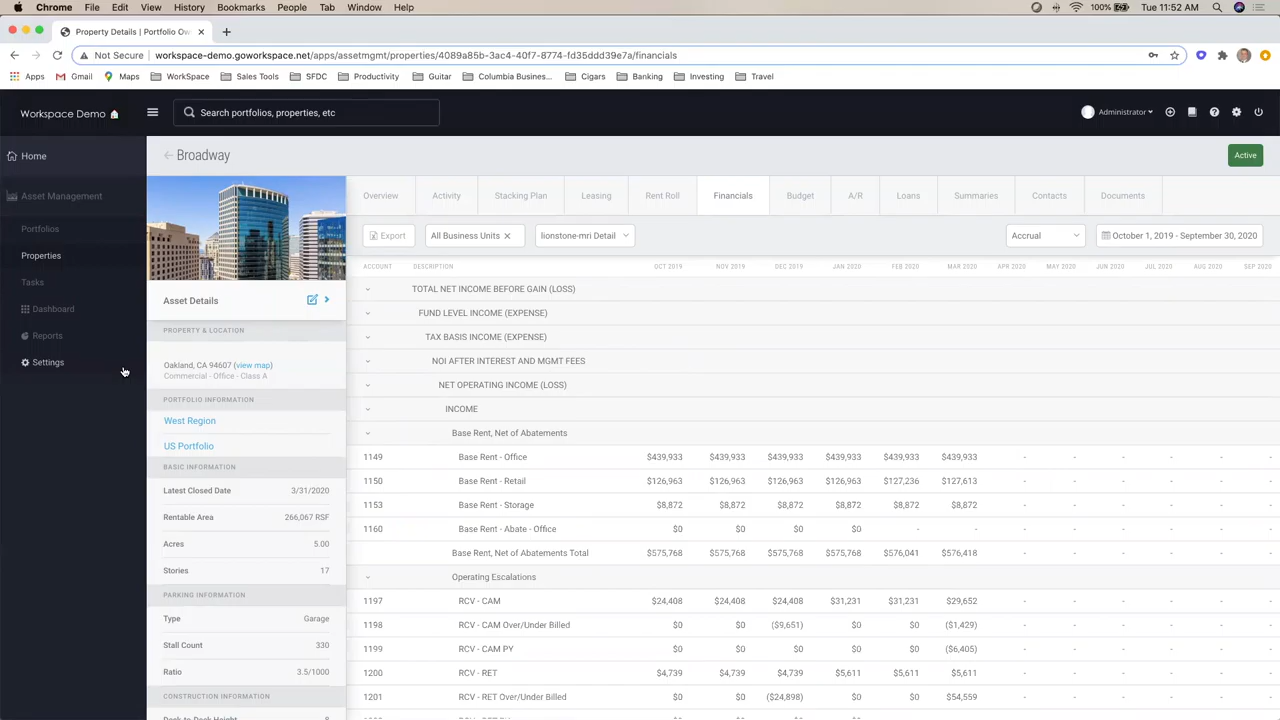 Chrome File Edit View History Bookmarks People Tab Window Help 100% Tue 11:52 AM
Property Details | Portfolio Ow
Not Secure workspace-demo.goworkspace.net/apps/assetmgmt/properties/4089a85b-3ac4-40f7-8774-fd35ddd39e7a/financials
Apps Gmail Maps WorkSpace Sales Tools SFDC Productivity Guitar Columbia Business... Cigars Banking Investing Travel
Workspace Demo Search portfolios, properties, etc Administrator
Home
Asset Management
Portfolios
Properties
Tasks
Dashboard
Reports
Settings
Broadway Active
Asset Details
PROPERTY & LOCATION
Oakland, CA 94607 (view map)
Commercial - Office - Class A
PORTFOLIO INFORMATION
West Region
US Portfolio
BASIC INFORMATION
Latest Closed Date 3/31/2020
Rentable Area 266,067 RSF
Acres 5.00
Stories 17
PARKING INFORMATION
Type Garage
Stall Count 330
Ratio 3.5/1000
CONSTRUCTION INFORMATION
Deck-to-Deck Height 8
Overview Activity Stacking Plan Leasing Rent Roll Financials Budget A/R Loans Summaries Contacts Documents
Export All Business Units × lionstone-mri Detail Accrual October 1, 2019 - September 30, 2020
ACCOUNT DESCRIPTION OCT 2019 NOV 2019 DEC 2019 JAN 2020 FEB 2020 MAR 2020 APR 2020 MAY 2020 JUN 2020 JUL 2020 AUG 2020 SEP 2020
TOTAL NET INCOME BEFORE GAIN (LOSS)
FUND LEVEL INCOME (EXPENSE)
TAX BASIS INCOME (EXPENSE)
NOI AFTER INTEREST AND MGMT FEES
NET OPERATING INCOME (LOSS)
INCOME
Base Rent, Net of Abatements
1149 Base Rent - Office $439,933 $439,933 $439,933 $439,933 $439,933 $439,933 - - - - - -
1150 Base Rent - Retail $126,963 $126,963 $126,963 $126,963 $127,236 $127,613 - - - - - -
1153 Base Rent - Storage $8,872 $8,872 $8,872 $8,872 $8,872 $8,872 - - - - - -
1160 Base Rent - Abate - Office $0 $0 $0 $0 - - - - - - - -
Base Rent, Net of Abatements Total $575,768 $575,768 $575,768 $575,768 $576,041 $576,418 - - - - - -
Operating Escalations
1197 RCV - CAM $24,408 $24,408 $24,408 $31,231 $31,231 $29,652 - - - - - -
1198 RCV - CAM Over/Under Billed $0 $0 ($9,651) $0 $0 ($1,429) - - - - - -
1199 RCV - CAM PY $0 $0 $0 $0 $0 ($6,405) - - - - - -
1200 RCV - RET $4,739 $4,739 $4,739 $5,611 $5,611 $5,611 - - - - - -
1201 RCV - RET Over/Under Billed $0 $0 ($24,898) $0 $0 $54,559 - - - - - -